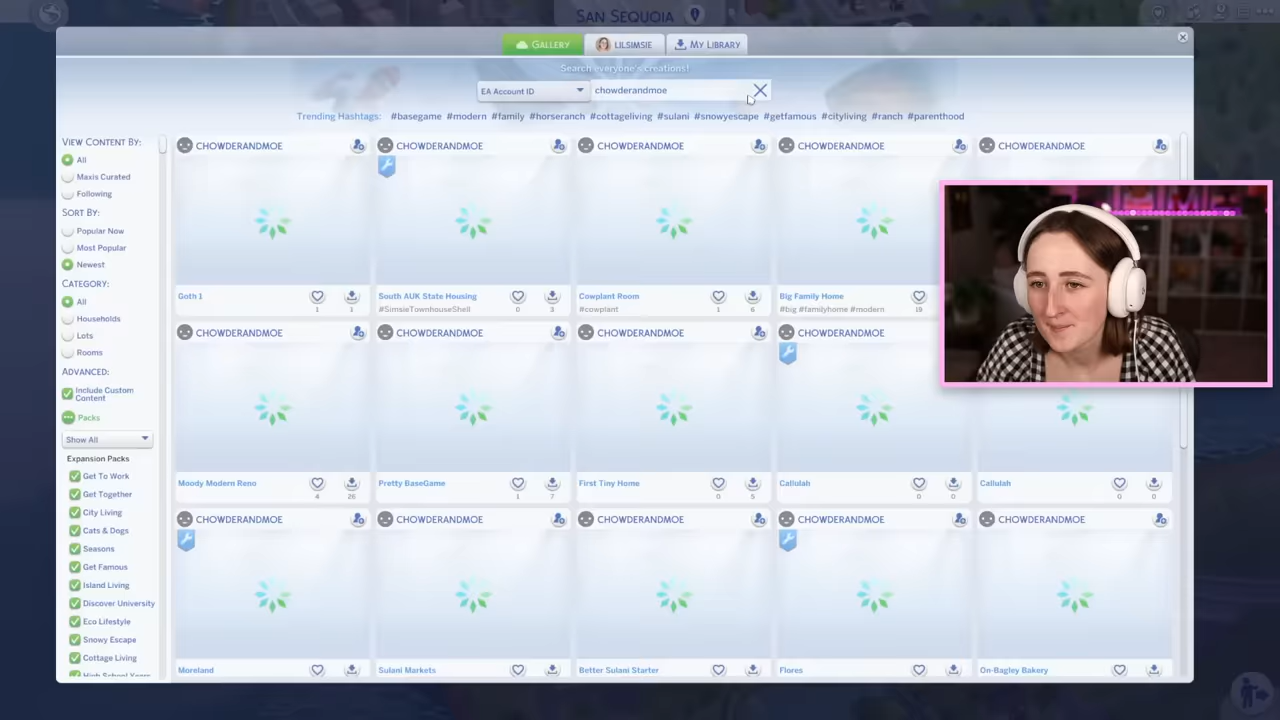 SAN SEQUOIA
GALLERY LILSIMSIE MY LIBRARY
Search everyone's creations!
EA Account ID chowderandmoe
Trending Hashtags: #basegame #modern #family #horseranch #cottageliving #sulani #snowyescape #getfamous #cityliving #ranch #parenthood
VIEW CONTENT BY:
All
Maxis Curated
Following
SORT BY:
Popular Now
Most Popular
Newest
CATEGORY:
All
Households
Lots
Rooms
ADVANCED:
Include Custom
Content
Packs
Show All
Expansion Packs
Get To Work
Get Together
City Living
Cats & Dogs
Seasons
Get Famous
Island Living
Discover University
Eco Lifestyle
Snowy Escape
Cottage Living
High School Years
CHOWDERANDMOE CHOWDERANDMOE CHOWDERANDMOE CHOWDERANDMOE CHOWDERANDMOE
Goth 1 South AUK State Housing Cowplant Room Big Family Home
1 1 #SimsieTownhouseShell 0 3 #cowplant 1 6 #big #familyhome #modern 19
CHOWDERANDMOE CHOWDERANDMOE CHOWDERANDMOE CHOWDERANDMOE
Moody Modern Reno Pretty BaseGame First Tiny Home Callulah Callulah
4 26 1 7 0 5 0 0 0 0
CHOWDERANDMOE CHOWDERANDMOE CHOWDERANDMOE CHOWDERANDMOE CHOWDERANDMOE
Moreland Sulani Markets Better Sulani Starter Flores On-Bagley Bakery